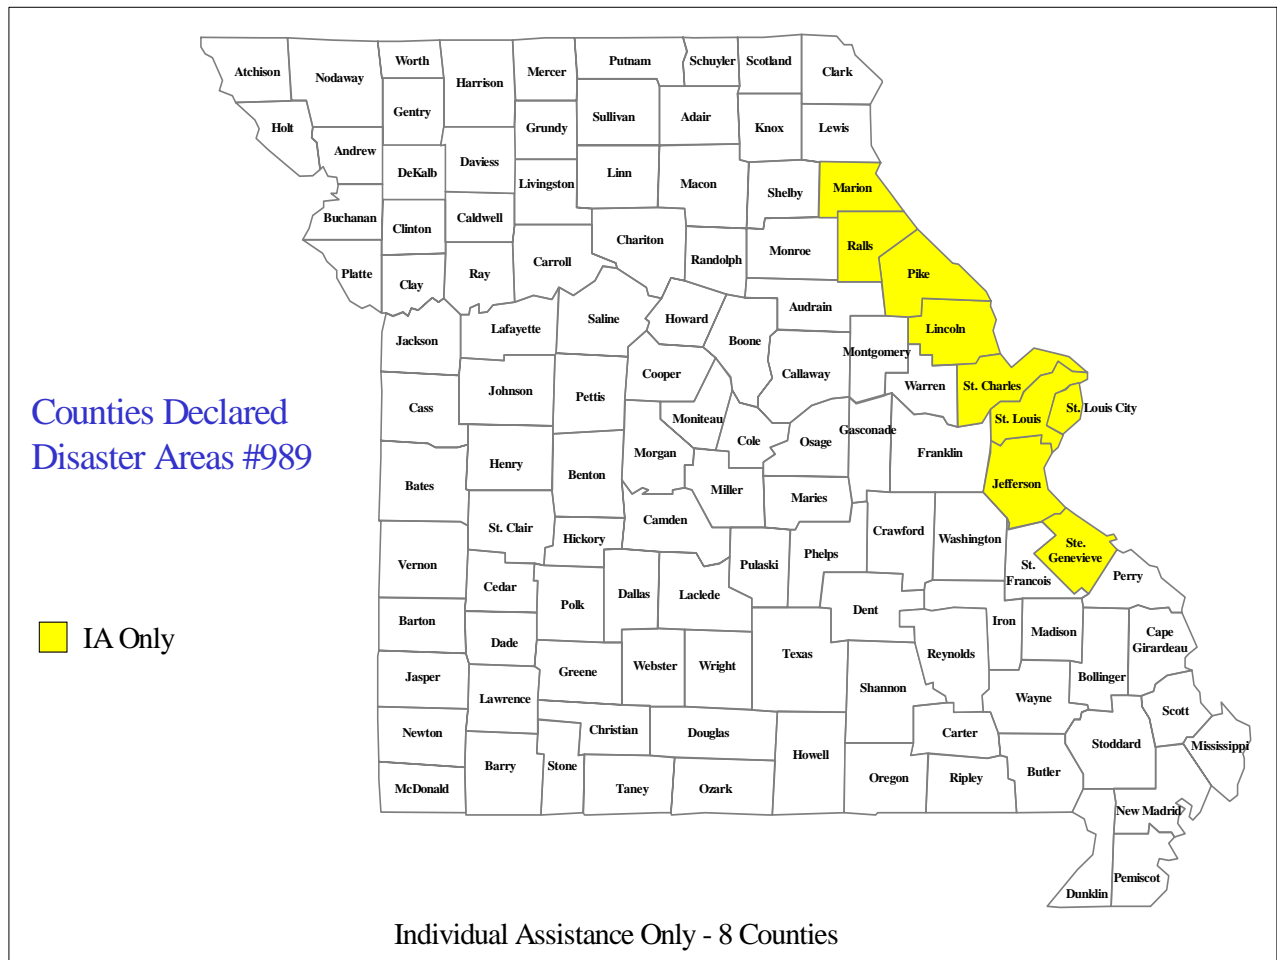 Atchison
Nodaway
Worth
Harrison
Mercer
Putnam
Schuyler
Scotland
Clark
Holt
Gentry
Grundy
Sullivan
Adair
Knox
Lewis
Andrew
DeKalb
Daviess
Livingston
Linn
Macon
Shelby
Marion
Buchanan
Clinton
Caldwell
Chariton
Randolph
Monroe
Ralls
Platte
Clay
Ray
Carroll
Pike
Audrain
Jackson
Lafayette
Saline
Howard
Boone
Callaway
Montgomery
Lincoln
Warren
St. Charles
St. Louis
St. Louis City
Cass
Johnson
Pettis
Cooper
Moniteau
Cole
Osage
Gasconade
Franklin
Jefferson
Counties Declared
Disaster Areas #989
Bates
Henry
Benton
Morgan
Miller
Maries
Camden
St. Clair
Hickory
Crawford
Washington
Ste.
Genevieve
St.
Francois
Perry
Vernon
Cedar
Polk
Dallas
Laclede
Pulaski
Phelps
Dent
Iron
Madison
Bollinger
Cape
Girardeau
IA Only
Barton
Dade
Greene
Webster
Wright
Texas
Shannon
Reynolds
Wayne
Jasper
Lawrence
Christian
Douglas
Howell
Carter
Stoddard
Scott
Mississippi
Newton
Barry
Stone
Taney
Ozark
Oregon
Ripley
Butler
McDonald
New Madrid
Dunklin
Pemiscot
Individual Assistance Only - 8 Counties